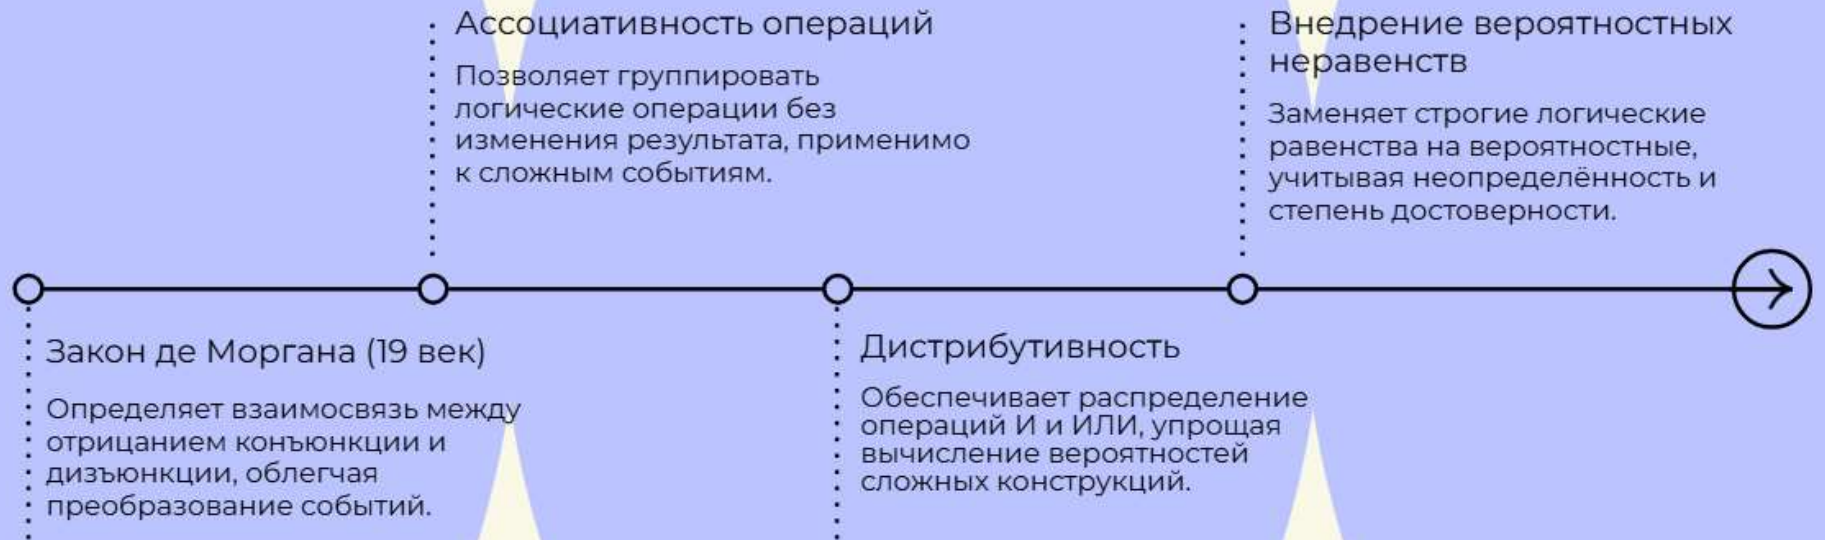 Ассоциативность операций
Позволяет группировать
логические операции без
изменения результата, применимо
к сложным событиям.
Внедрение вероятностных
неравенств
Заменяет строгие логические
равенства на вероятностные,
учитывая неопределённость и
степень достоверности.
Закон де Моргана (19 век)
Определяет взаимосвязь между
отрицанием конъюнкции и
дизъюнкции, облегчая
преобразование событий.
Дистрибутивность
Обеспечивает распределение
операций И и ИЛИ, упрощая
вычисление вероятностей
сложных конструкций.